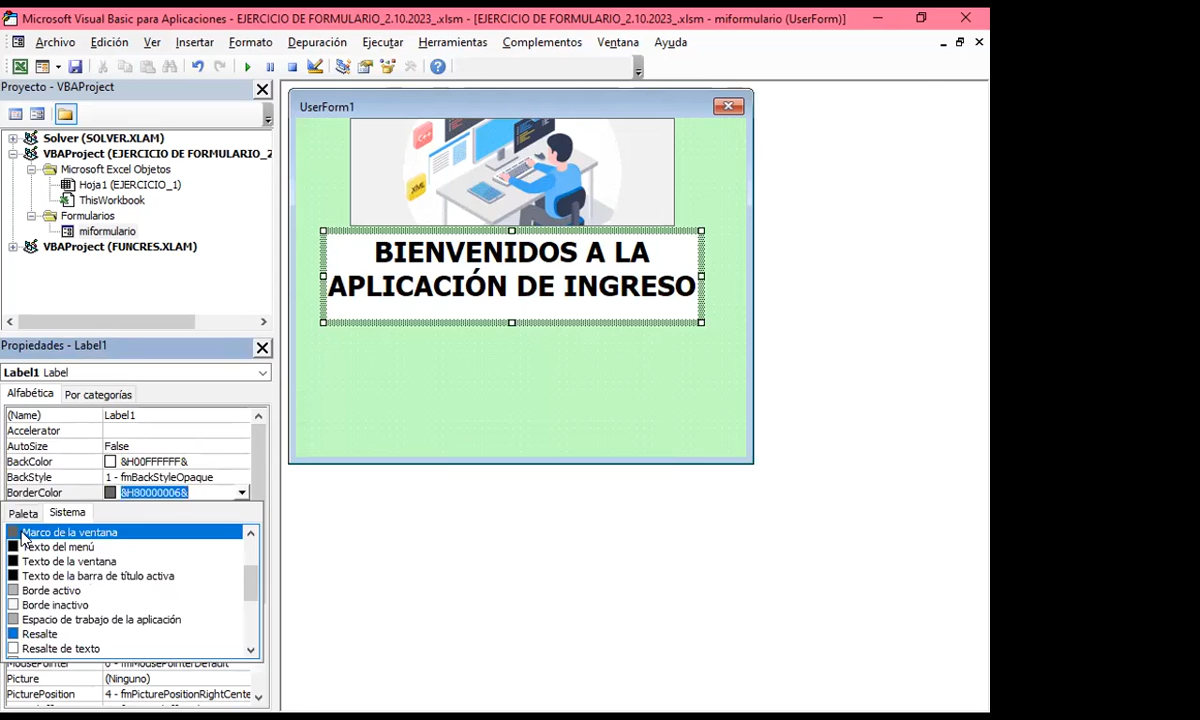 Microsoft Visual Basic para Aplicaciones - EJERCICIO DE FORMULARIO_2.10.2023_.xlsm - [EJERCICIO DE FORMULARIO_2.10.2023_.xlsm - miformulario (UserForm)]
Archivo Edición Ver Insertar Formato Depuración Ejecutar Herramientas Complementos Ventana Ayuda
Proyecto - VBAProject
Solver (SOLVER.XLAM)
VBAProject (EJERCICIO DE FORMULARIO_2
Microsoft Excel Objetos
Hoja1 (EJERCICIO_1)
ThisWorkbook
Formularios
miformulario
VBAProject (FUNCRES.XLAM)
Propiedades - Label1
Label1 Label
Alfabética Por categorías
(Name) Label1
Accelerator
AutoSize False
BackColor &H00FFFFFF&
BackStyle 1 - fmBackStyleOpaque
BorderColor &H80000006&
Paleta Sistema
Marco de la ventana
Texto del menú
Texto de la ventana
Texto de la barra de título activa
Borde activo
Borde inactivo
Espacio de trabajo de la aplicación
Resalte
Resalte de texto
MousePointer 0 - fmMousePointerDefault
Picture (Ninguno)
PicturePosition 4 - fmPicturePositionRightCente
UserForm1
C++
XML
BIENVENIDOS A LA
APLICACIÓN DE INGRESO